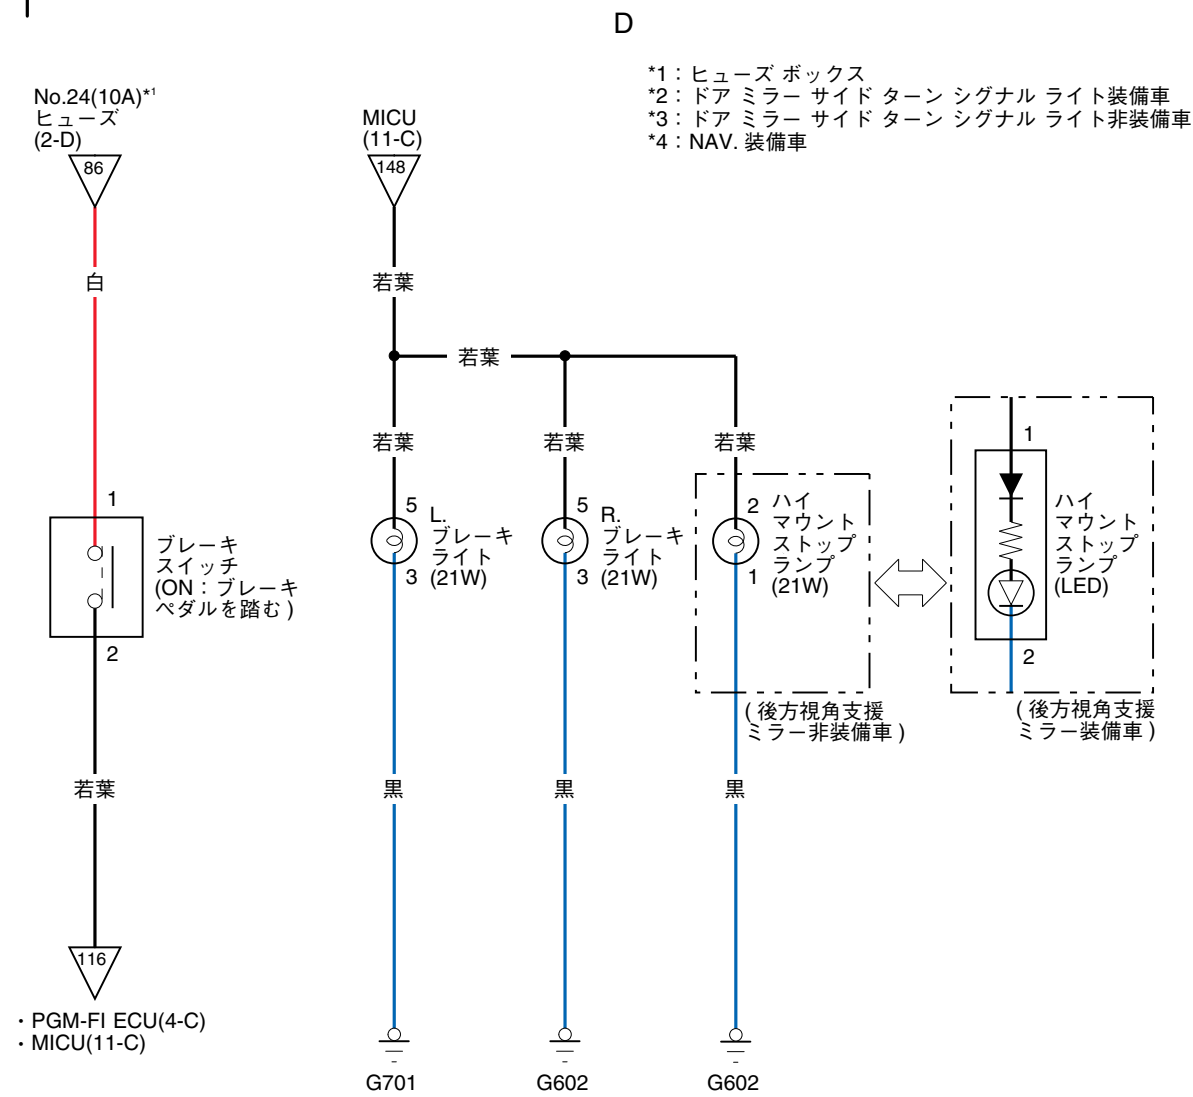 D
*1：ヒューズ ボックス
*2：ドア ミラー サイド ターン シグナル ライト装備車
*3：ドア ミラー サイド ターン シグナル ライト非装備車
*4：NAV. 装備車
No.24(10A)*1
ヒューズ
(2-D)
86
白
1
ブレーキ
スイッチ
(ON：ブレーキ
ペダルを踏む)
2
若葉
116
・PGM-FI ECU(4-C)
・MICU(11-C)
MICU
(11-C)
148
若葉
若葉
若葉
若葉
若葉
5
L.
ブレーキ
ライト
(21W)
3
5
R.
ブレーキ
ライト
(21W)
3
2
ハイ
マウント
ストップ
ランプ
(21W)
1
(後方視角支援
ミラー非装備車)
1
ハイ
マウント
ストップ
ランプ
(LED)
2
(後方視角支援
ミラー装備車)
黒
黒
黒
G701
G602
G602